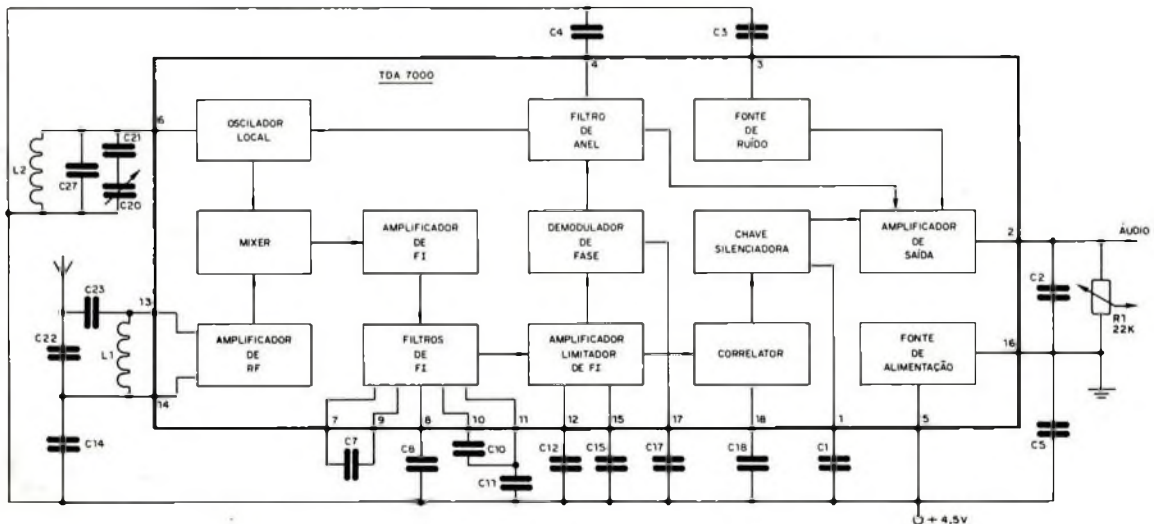 C4
C3
4
3
TDA 7000
6
OSCILADOR
LOCAL
FILTRO
DE
ANEL
FONTE
DE
RUÍDO
L2
C27
C21
C20
MIXER
AMPLIFICADOR
DE
FI
DEMODULADOR
DE
FASE
CHAVE
SILENCIADORA
AMPLIFICADOR
DE
SAÍDA
2
ÁUDIO
C2
R1
22K
C23
13
C22
L1
14
AMPLIFICADOR
DE
RF
FILTROS
DE
FI
AMPLIFICADOR
LIMITADOR
DE FI
CORRELATOR
FONTE
DE
ALIMENTAÇÃO
16
7
9
8
10
11
12
15
17
18
1
5
C14
C7
C8
C10
C11
C12
C15
C17
C18
C1
C5
+ 4,5V